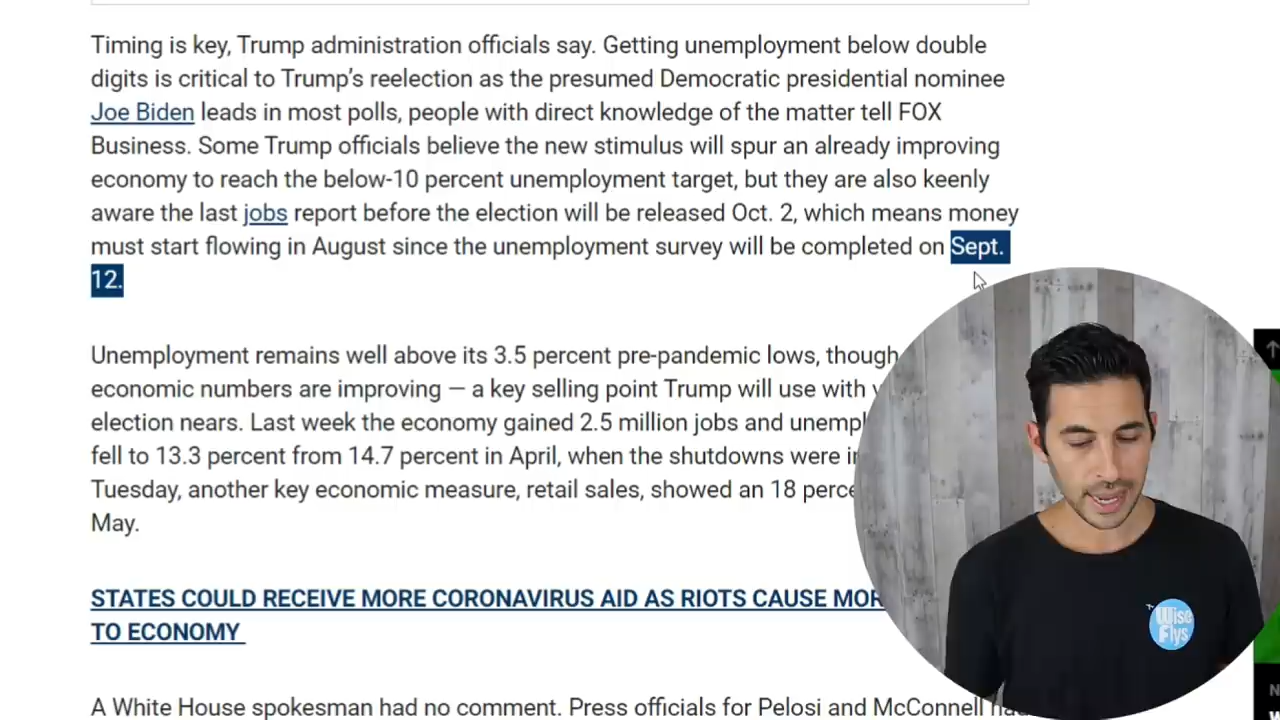 Timing is key, Trump administration officials say. Getting unemployment below double
digits is critical to Trump’s reelection as the presumed Democratic presidential nominee
Joe Biden leads in most polls, people with direct knowledge of the matter tell FOX
Business. Some Trump officials believe the new stimulus will spur an already improving
economy to reach the below-10 percent unemployment target, but they are also keenly
aware the last jobs report before the election will be released Oct. 2, which means money
must start flowing in August since the unemployment survey will be completed on Sept.
12.
Unemployment remains well above its 3.5 percent pre-pandemic lows, though
economic numbers are improving — a key selling point Trump will use with
election nears. Last week the economy gained 2.5 million jobs and
fell to 13.3 percent from 14.7 percent in April, when the shutdowns were
Tuesday, another key economic measure, retail sales, showed an 18
May.
STATES COULD RECEIVE MORE CORONAVIRUS AID AS RIOTS CAUSE
TO ECONOMY
A White House spokesman had no comment. Press officials for Pelosi and McConnell
Wise
Flys